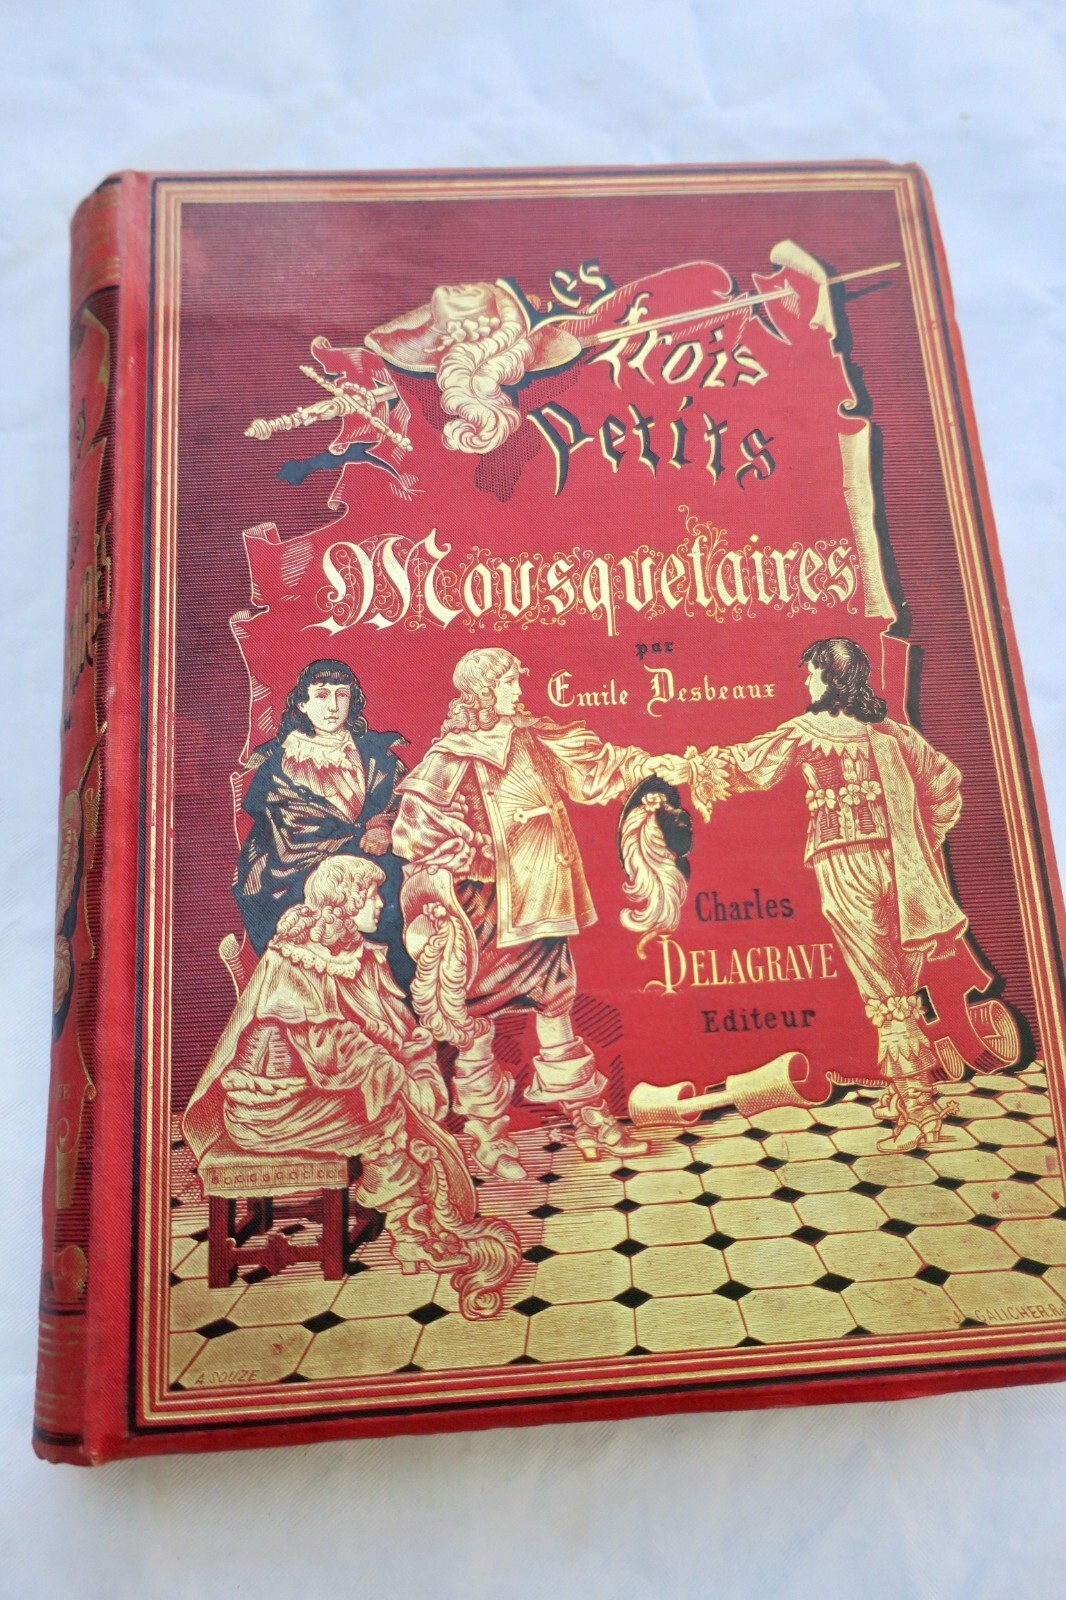 Les
trois
Petits
Mousquetaires
par
Emile Desbeaux
Charles
DELAGRAVE
Editeur
A. SOUZE